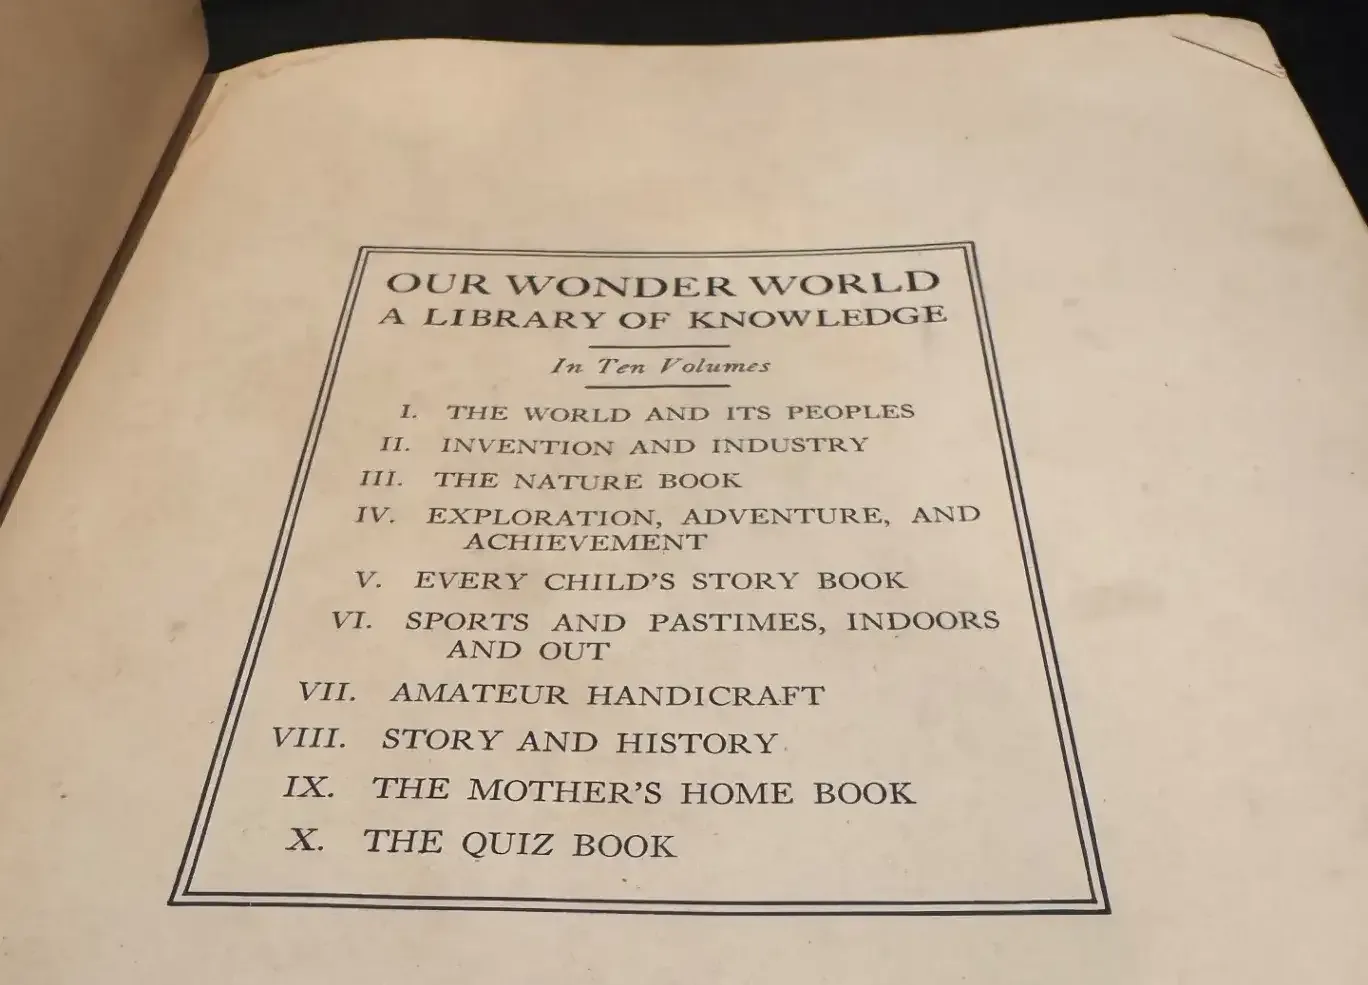 OUR WONDER WORLD
A LIBRARY OF KNOWLEDGE
In Ten Volumes
I. THE WORLD AND ITS PEOPLES
II. INVENTION AND INDUSTRY
III. THE NATURE BOOK
IV. EXPLORATION, ADVENTURE, AND
ACHIEVEMENT
V. EVERY CHILD'S STORY BOOK
VI. SPORTS AND PASTIMES, INDOORS
AND OUT
VII. AMATEUR HANDICRAFT
VIII. STORY AND HISTORY
IX. THE MOTHER'S HOME BOOK
X. THE QUIZ BOOK